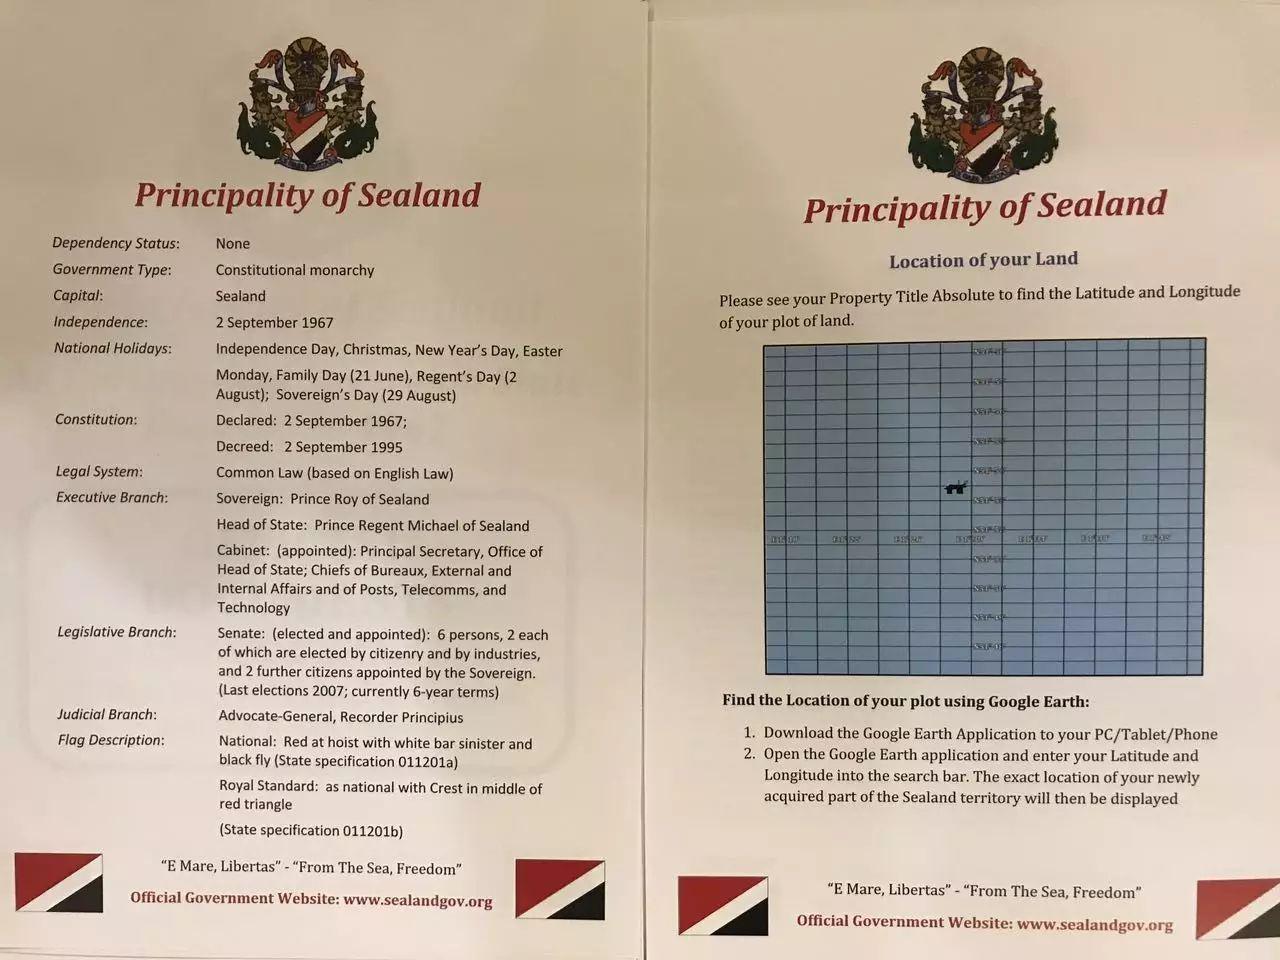 Principality of Sealand
Dependency Status: None
Government Type: Constitutional monarchy
Capital: Sealand
Independence: 2 September 1967
National Holidays: Independence Day, Christmas, New Year's Day, Easter
Monday, Family Day (21 June), Regent's Day (2
August); Sovereign's Day (29 August)
Constitution: Declared: 2 September 1967;
Decreed: 2 September 1995
Legal System: Common Law (based on English Law)
Executive Branch: Sovereign: Prince Roy of Sealand
Head of State: Prince Regent Michael of Sealand
Cabinet: (appointed): Principal Secretary, Office of
Head of State; Chiefs of Bureaux, External and
Internal Affairs and of Posts, Telecomms, and
Technology
Legislative Branch: Senate: (elected and appointed): 6 persons, 2 each
of which are elected by citizenry and by industries,
and 2 further citizens appointed by the Sovereign.
(Last elections 2007; currently 6-year terms)
Judicial Branch: Advocate-General, Recorder Principius
Flag Description: National: Red at hoist with white bar sinister and
black fly (State specification 011201a)
Royal Standard: as national with Crest in middle of
red triangle
(State specification 011201b)
“E Mare, Libertas” - “From The Sea, Freedom”
Official Government Website: www.sealandgov.org
Principality of Sealand
Location of your Land
Please see your Property Title Absolute to find the Latitude and Longitude
of your plot of land.
Find the Location of your plot using Google Earth:
1. Download the Google Earth Application to your PC/Tablet/Phone
2. Open the Google Earth application and enter your Latitude and
Longitude into the search bar. The exact location of your newly
acquired part of the Sealand territory will then be displayed
“E Mare, Libertas” - “From The Sea, Freedom”
Official Government Website: www.sealandgov.org